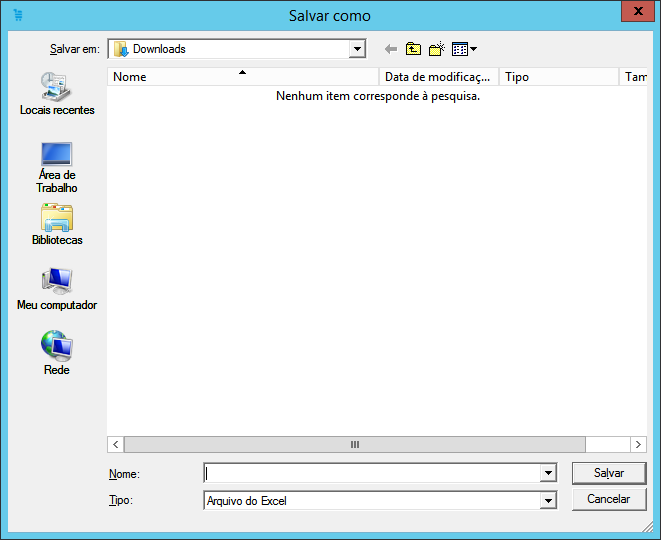 Salvar como
x
Salvar em:
Downloads
Nome
Data de modificaç...
Tipo
Tam
Nenhum item corresponde à pesquisa.
Locais recentes
Área de
Trabalho
Bibliotecas
Meu computador
Rede
Nome:
Salvar
Tipo:
Arquivo do Excel
Cancelar